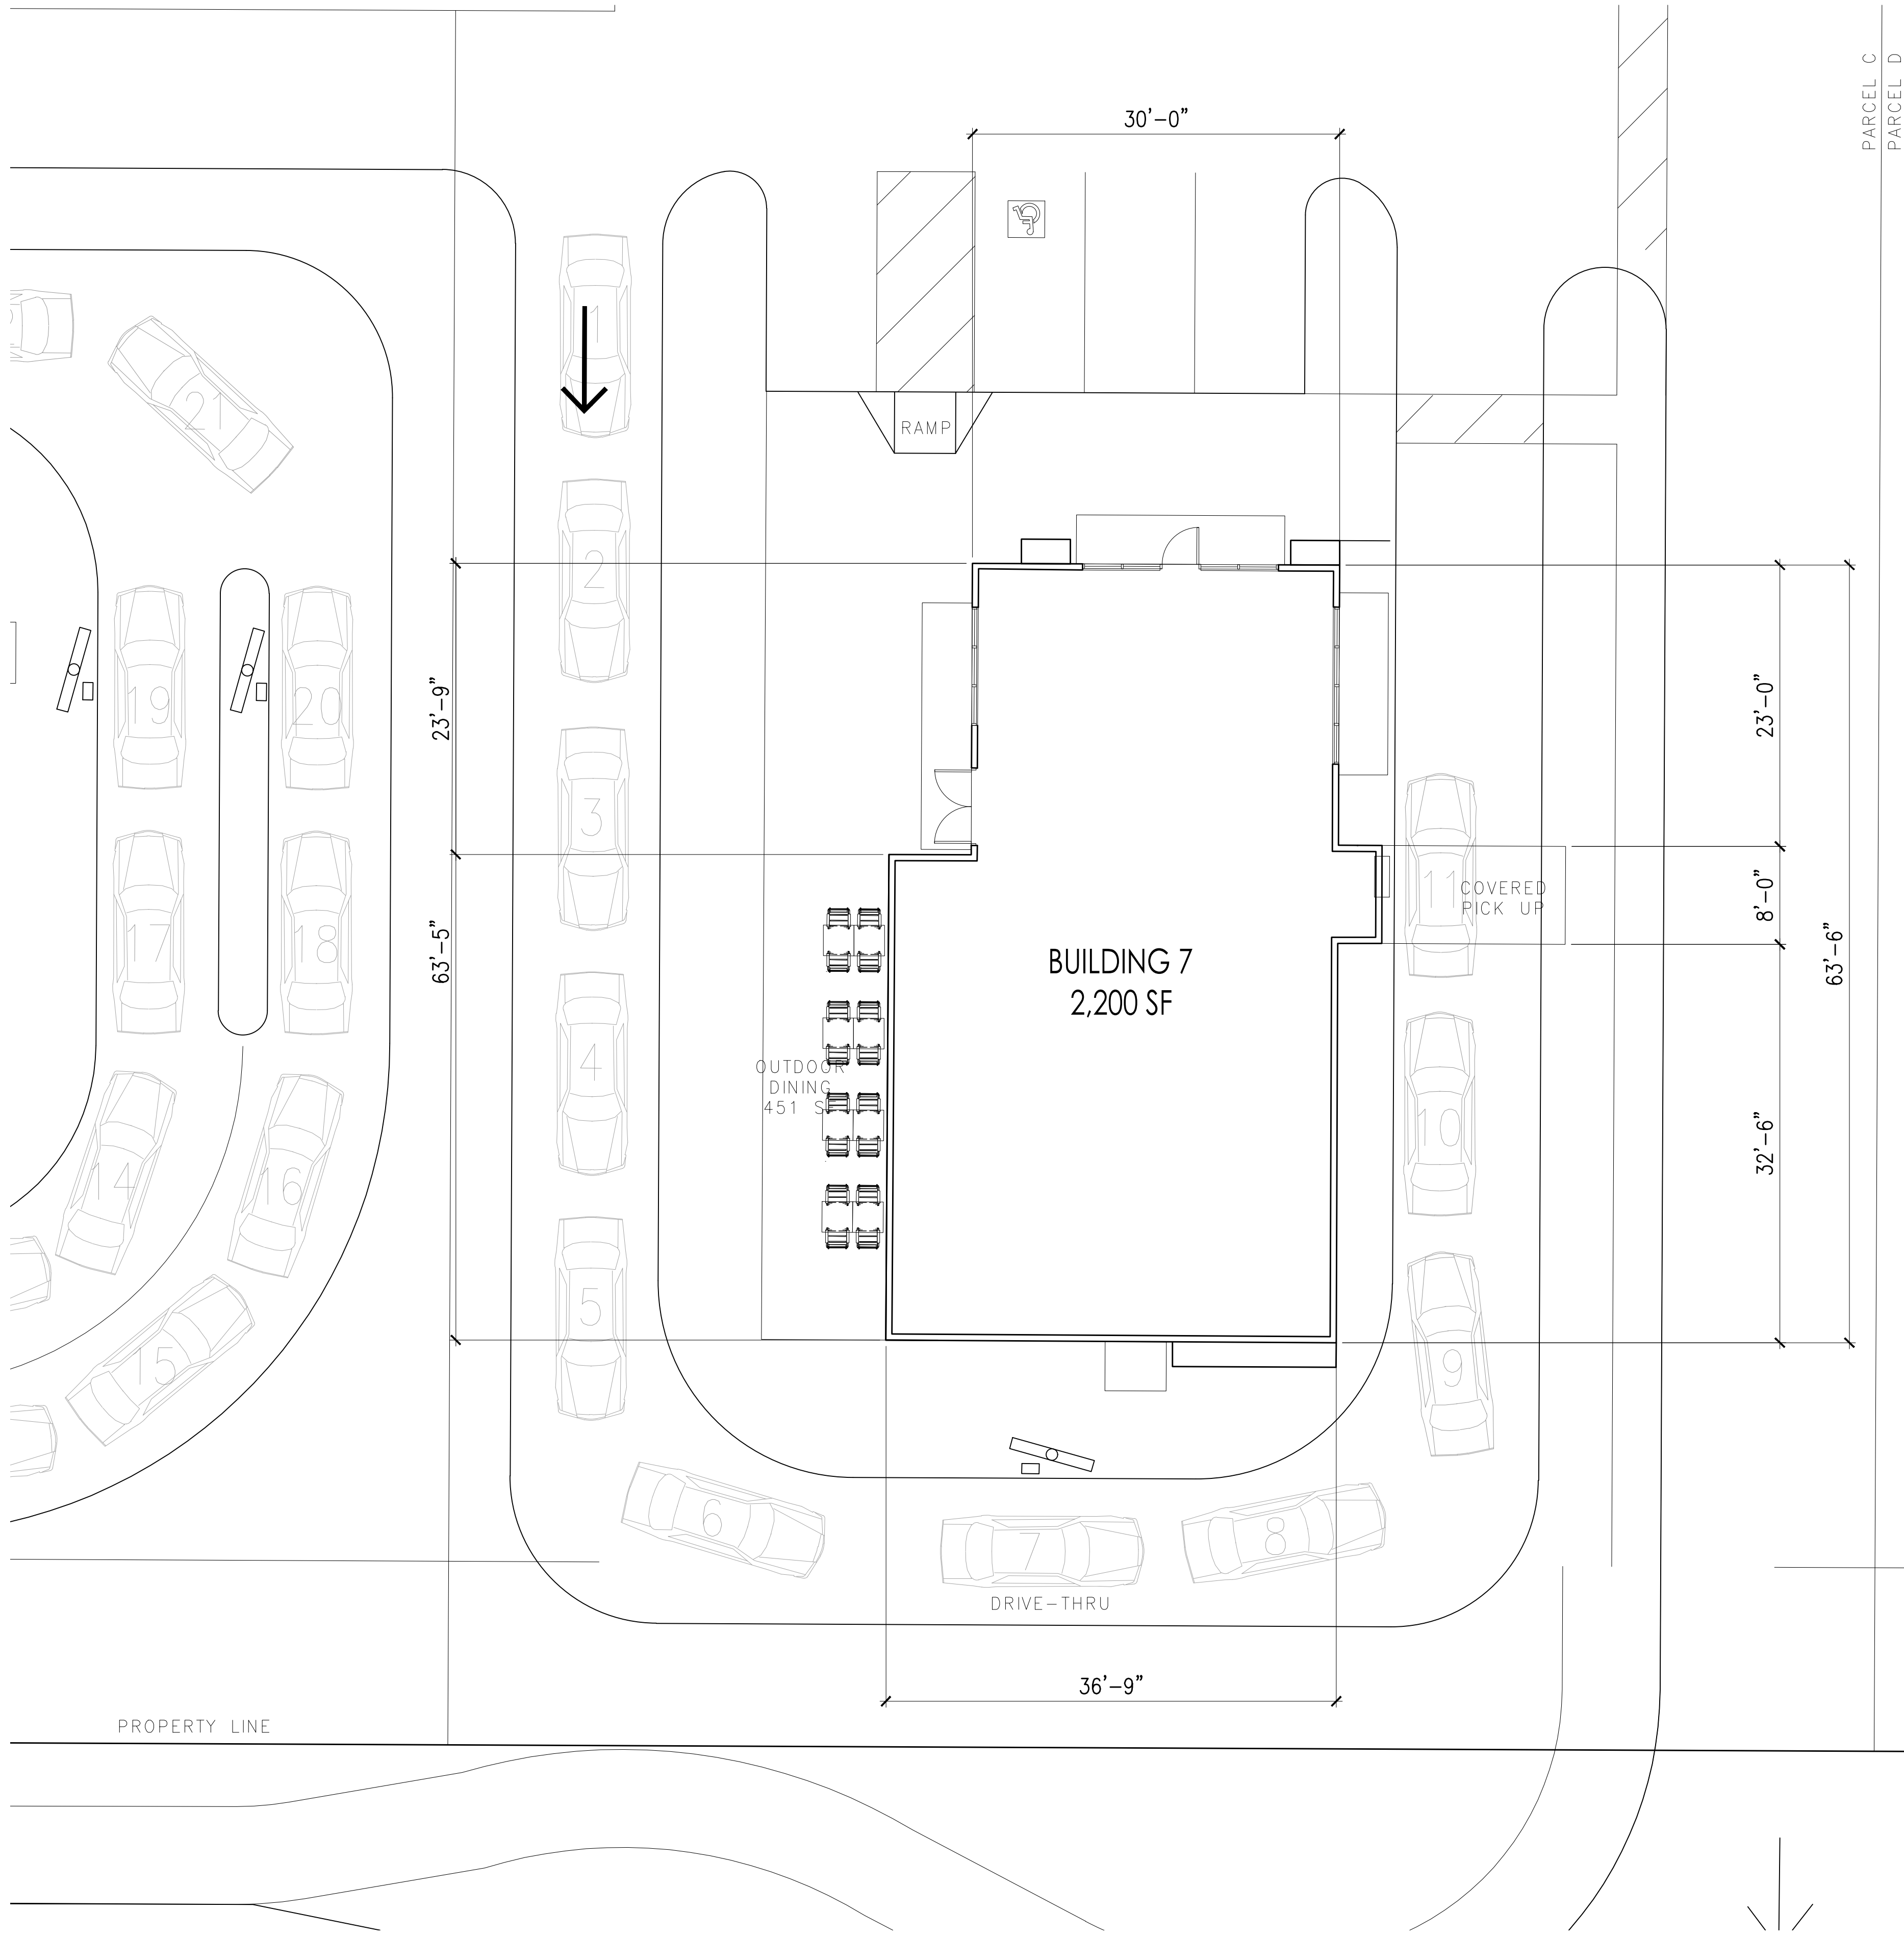 PARCEL C
PARCEL D
30'-0"
1
21
RAMP
2
19
20
23'-9"
23'-0"
3
17
18
11
COVERED
PICK UP
8'-0"
63'-5"
63'-6"
BUILDING 7
2,200 SF
4
OUTDOOR
DINING
451 SF
10
14
16
32'-6"
5
15
9
6
7
8
DRIVE-THRU
36'-9"
PROPERTY LINE